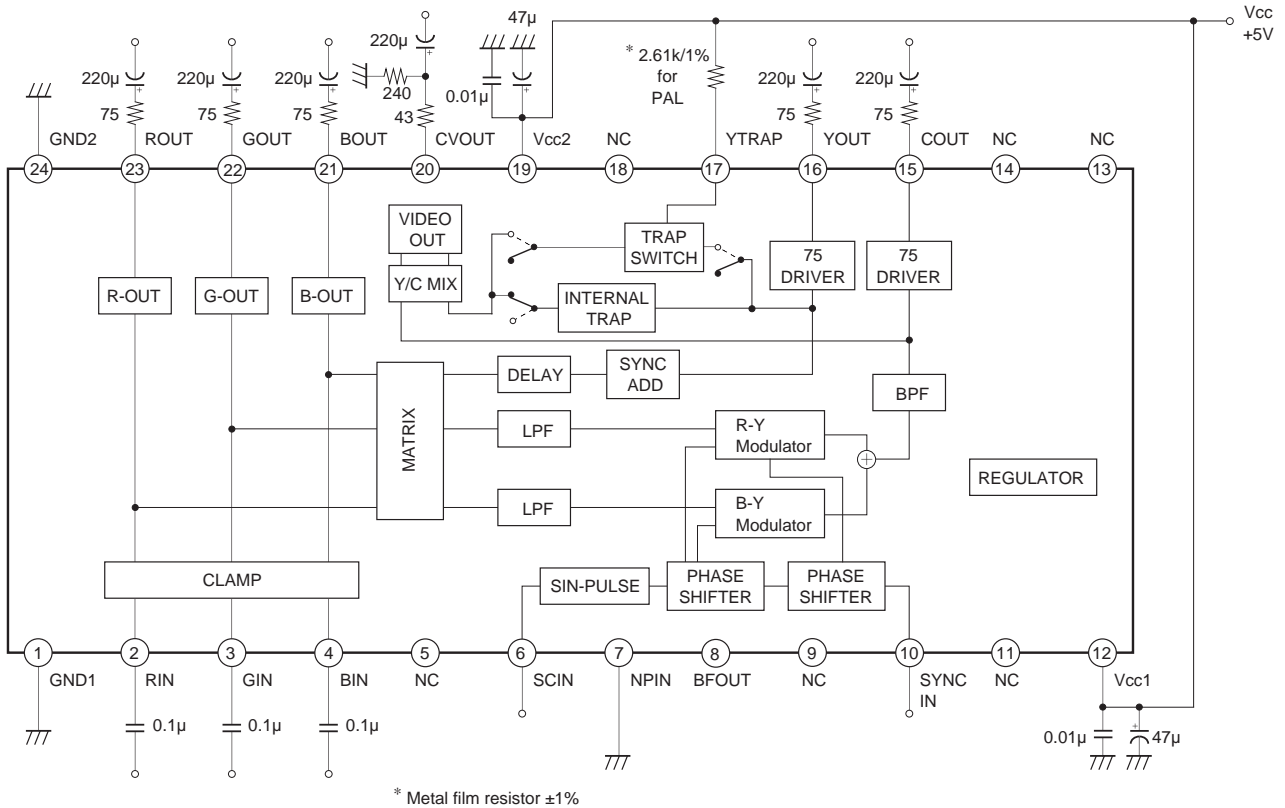 47µ
Vcc
+5V
220µ
* 2.61k/1%
for
PAL
220µ
220µ
220µ
220µ
220µ
240
0.01µ
75
75
75
43
75
75
GND2
ROUT
GOUT
BOUT
CVOUT
Vcc2
NC
YTRAP
YOUT
COUT
NC
NC
24
23
22
21
20
19
18
17
16
15
14
13
VIDEO
OUT
TRAP
SWITCH
75
DRIVER
75
DRIVER
R-OUT
G-OUT
B-OUT
Y/C MIX
INTERNAL
TRAP
MATRIX
DELAY
SYNC
ADD
BPF
LPF
R-Y
Modulator
REGULATOR
LPF
B-Y
Modulator
CLAMP
SIN-PULSE
PHASE
SHIFTER
PHASE
SHIFTER
1
2
3
4
5
6
7
8
9
10
11
12
GND1
RIN
GIN
BIN
NC
SCIN
NPIN
BFOUT
NC
SYNC
IN
NC
Vcc1
0.1µ
0.1µ
0.1µ
0.01µ
47µ
* Metal film resistor ±1%